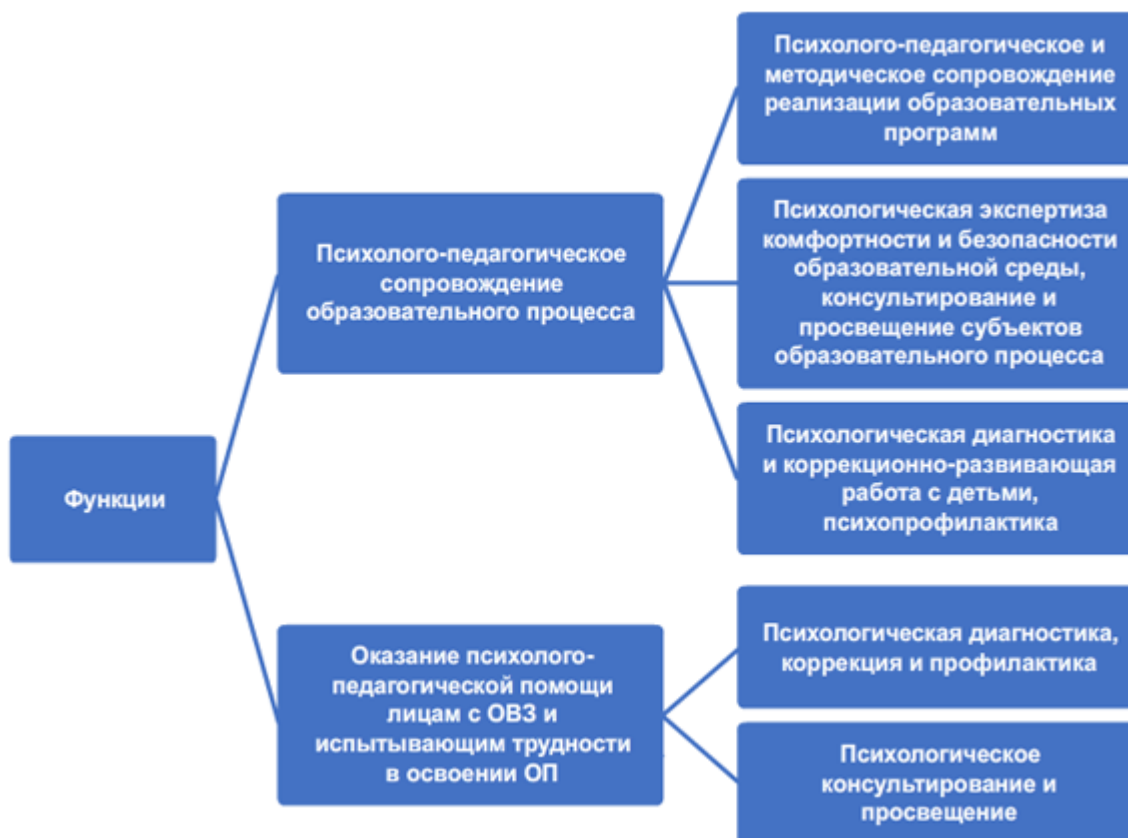 Функции
Психолого-педагогическое
сопровождение
образовательного процесса
Психолого-педагогическое и
методическое сопровождение
реализации образовательных
программ
Психологическая экспертиза
комфортности и безопасности
образовательной среды,
консультирование и
просвещение субъектов
образовательного процесса
Психологическая диагностика
и коррекционно-развивающая
работа с детьми,
психопрофилактика
Оказание психолого-
педагогической помощи
лицам с ОВЗ и
испытывающим трудности
в освоении ОП
Психологическая диагностика,
коррекция и профилактика
Психологическое
консультирование и
просвещение